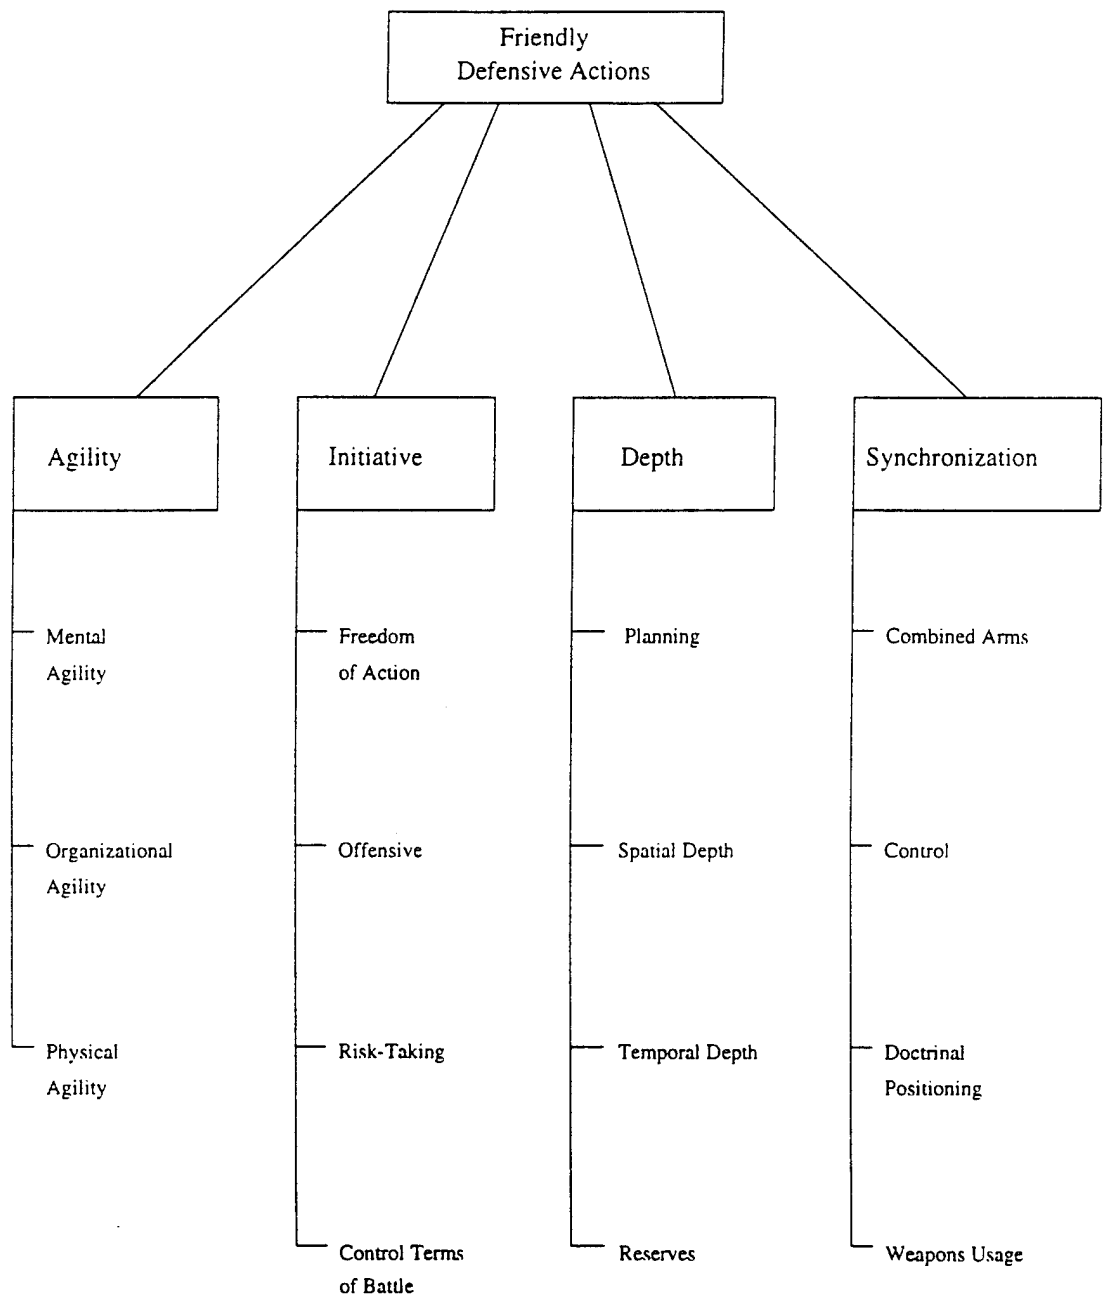 Friendly
Defensive Actions
Agility
Initiative
Depth
Synchronization
Mental
Agility
Organizational
Agility
Physical
Agility
Freedom
of Action
Offensive
Risk-Taking
Control Terms
of Battle
Planning
Spatial Depth
Temporal Depth
Reserves
Combined Arms
Control
Doctrinal
Positioning
Weapons Usage